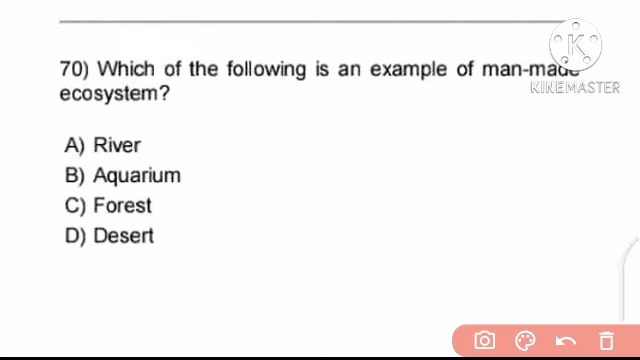 70) Which of the following is an example of man-made
ecosystem?
A) River
B) Aquarium
C) Forest
D) Desert
K
KINEMASTER